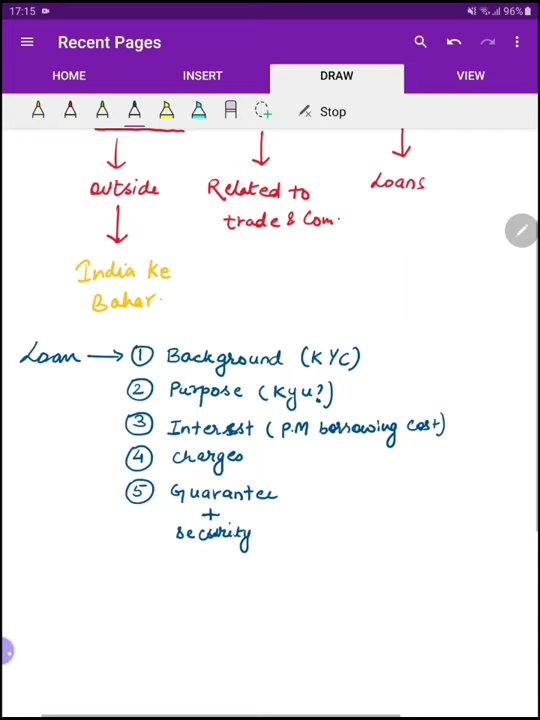 17:15 96%
Recent Pages
HOME INSERT DRAW VIEW
Stop
outside Related to Loans
trade & Com.
India Ke
Bahar.
Loan → ① Background (KYC)
② Purpose (Kyu?)
③ Interest (P.M borrowing cost)
④ Charges
⑤ Guarantee
+
security